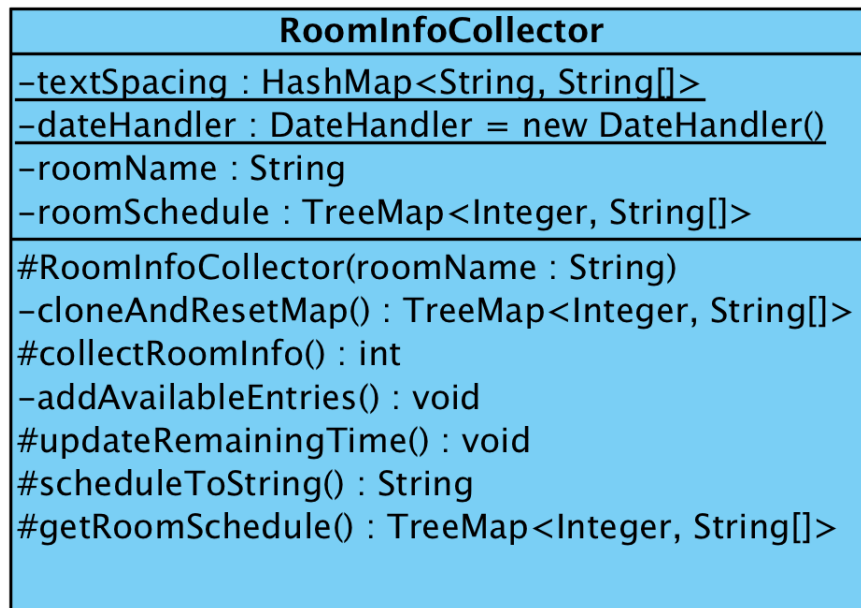 RoomInfoCollector
-textSpacing : HashMap<String, String[]>
-dateHandler : DateHandler = new DateHandler()
-roomName : String
-roomSchedule : TreeMap<Integer, String[]>
#RoomInfoCollector(roomName : String)
-cloneAndResetMap() : TreeMap<Integer, String[]>
#collectRoomInfo() : int
-addAvailableEntries() : void
#updateRemainingTime() : void
#scheduleToString() : String
#getRoomSchedule() : TreeMap<Integer, String[]>